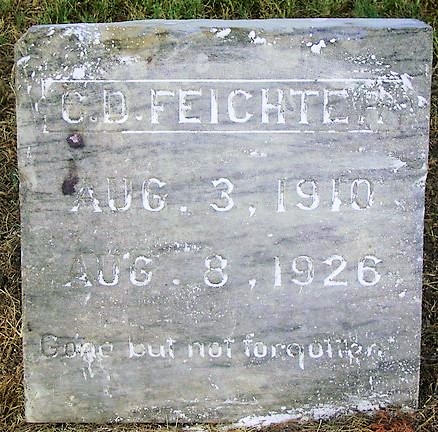 C.D. FEICHTER
AUG. 3, 1910
AUG. 8, 1926
Gone but not forgotten.